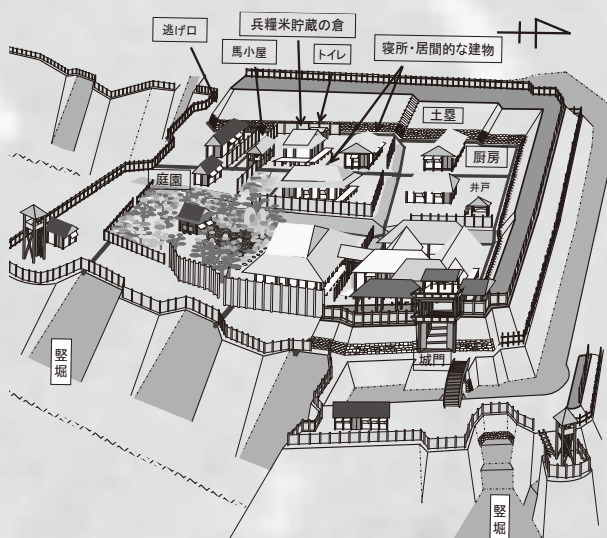 逃げ口
兵糧米貯蔵の倉
馬小屋
トイレ
寝所・居間的な建物
土塁
厨房
井戸
庭園
城門
竪堀
竪堀